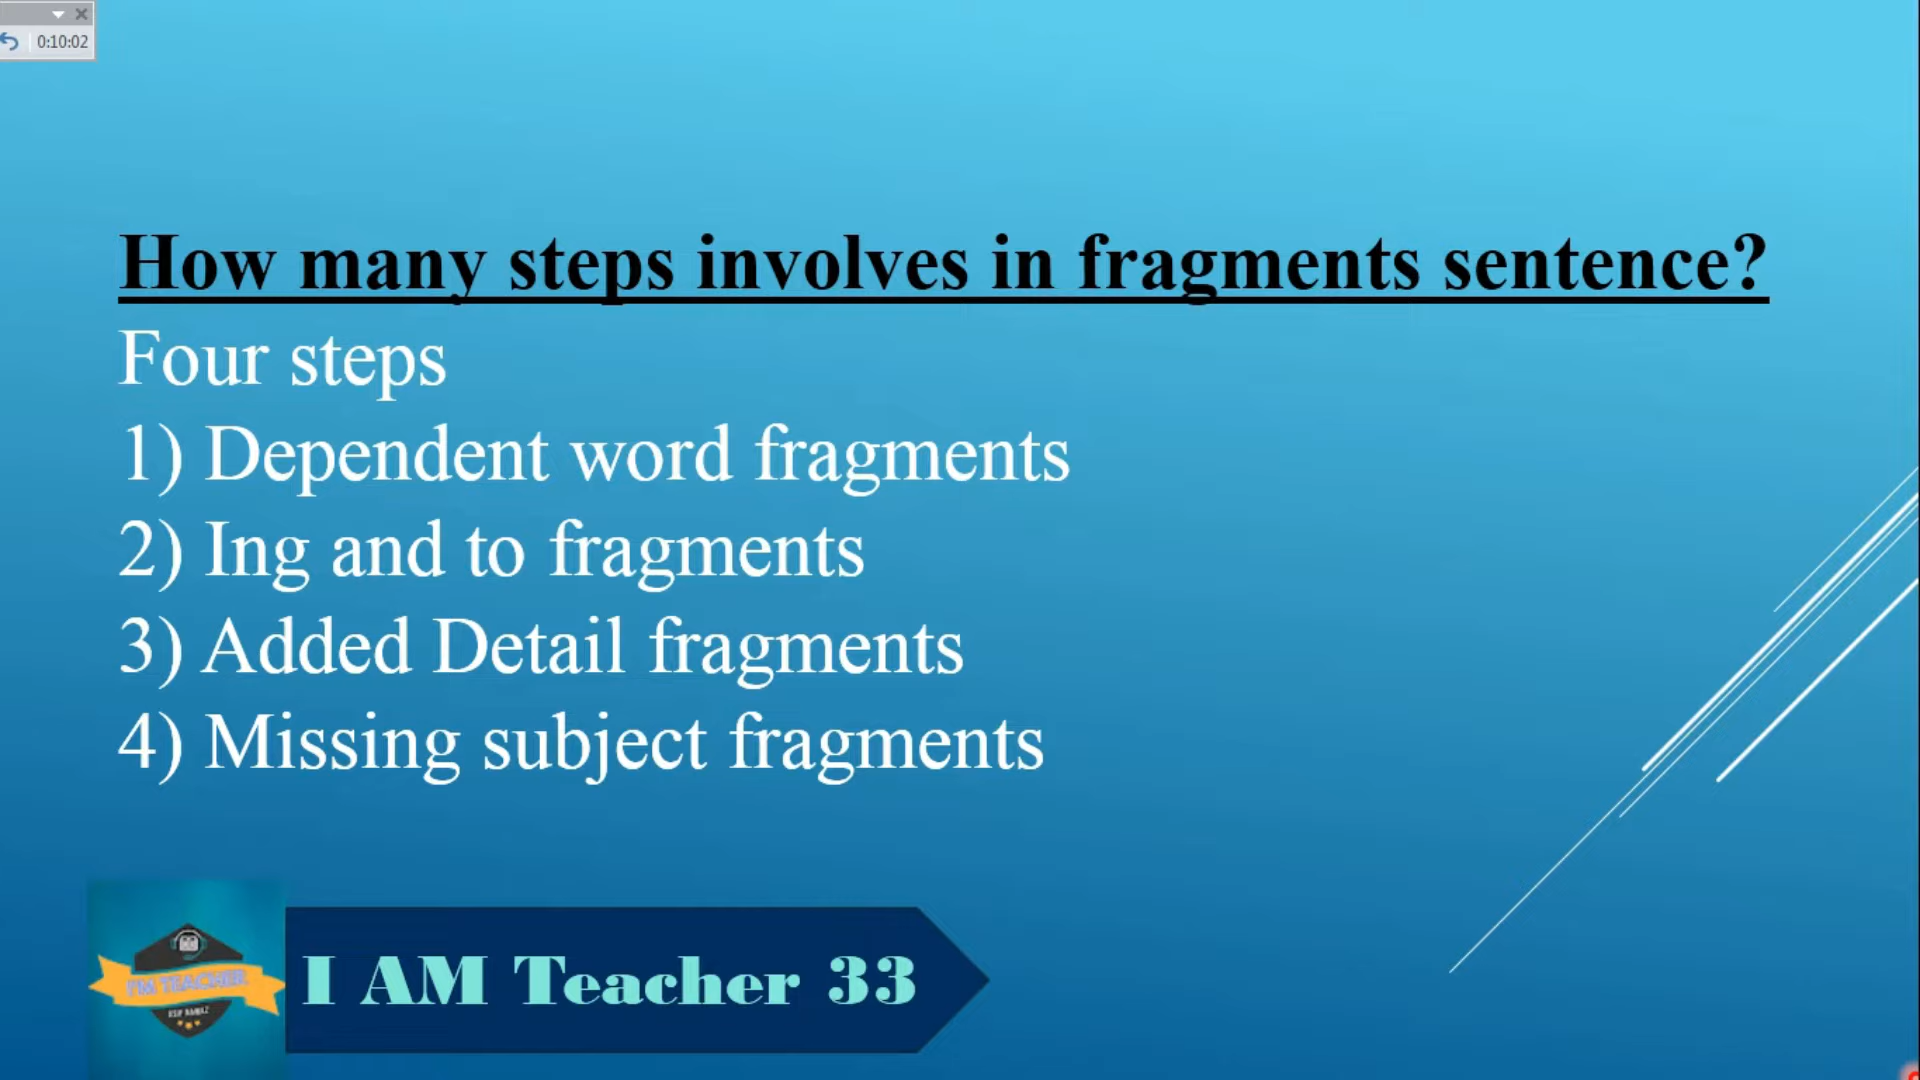 0:10:02
How many steps involves in fragments sentence?
Four steps
1) Dependent word fragments
2) Ing and to fragments
3) Added Detail fragments
4) Missing subject fragments
I'M TEACHER
I AM Teacher 33